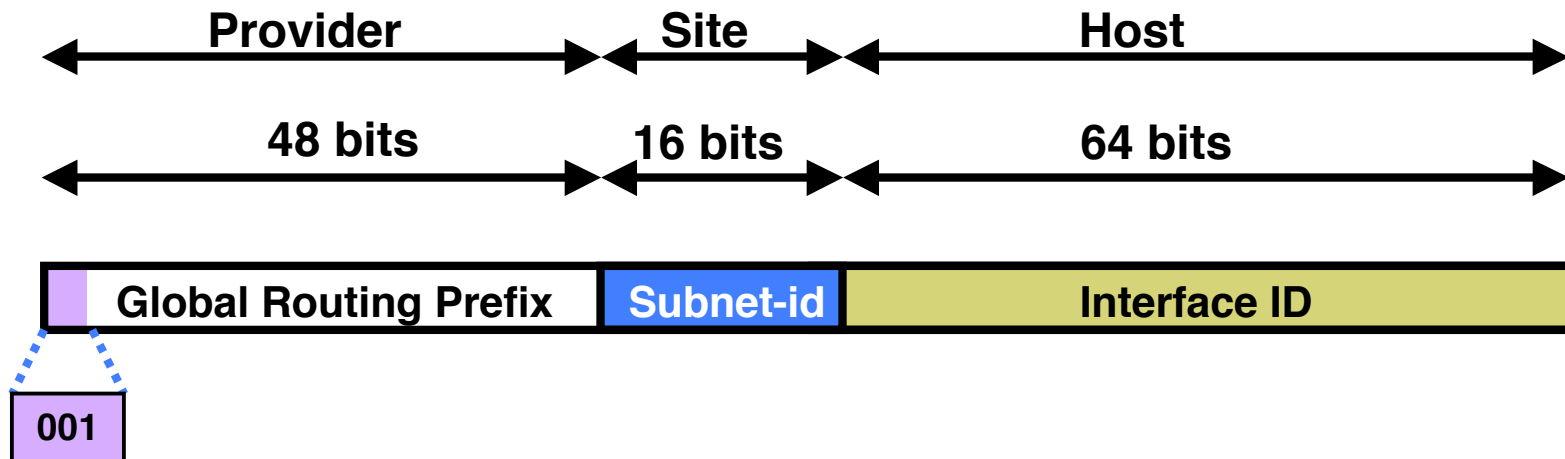 Provider Site Host
48 bits 16 bits 64 bits
Global Routing Prefix Subnet-id Interface ID
001